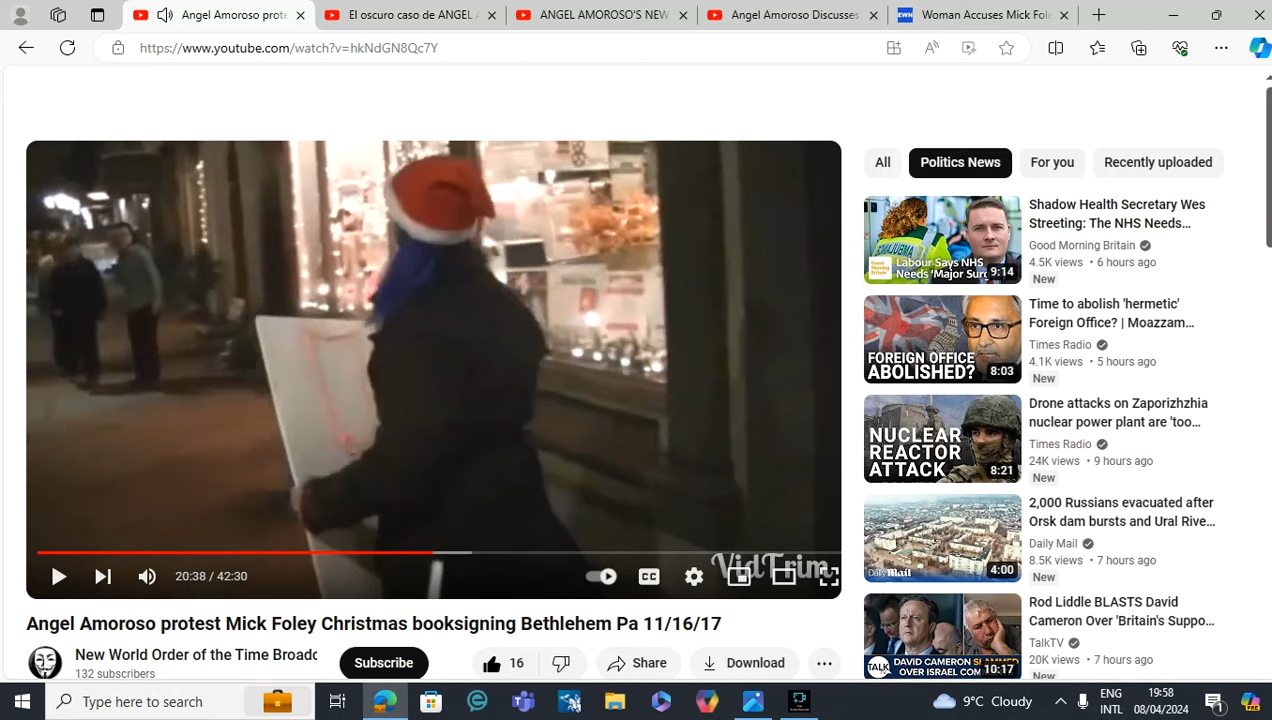 Angel Amoroso prote
El oscuro caso de ANGEL A
ANGEL AMOROSO'S NEW
Angel Amoroso Discusses
EWN
Woman Accuses Mick Fole
https://www.youtube.com/watch?v=hkNdGN8Qc7Y
All
Politics News
For you
Recently uploaded
Labour Says NHS
Needs 'Major Sur
9:14
Shadow Health Secretary Wes
Streeting: The NHS Needs...
Good Morning Britain
4.5K views • 6 hours ago
New
FOREIGN OFFICE
ABOLISHED?
8:03
Time to abolish 'hermetic'
Foreign Office? | Moazzam...
Times Radio
4.1K views • 5 hours ago
New
NUCLEAR
REACTOR
ATTACK
8:21
Drone attacks on Zaporizhzhia
nuclear power plant are 'too...
Times Radio
24K views • 9 hours ago
New
Daily Mail
4:00
2,000 Russians evacuated after
Orsk dam bursts and Ural Rive...
Daily Mail
8.5K views • 7 hours ago
New
TALK
DAVID CAMERON SLAMMED
OVER ISRAEL COM
10:17
Rod Liddle BLASTS David
Cameron Over 'Britain's Suppo...
TalkTV
20K views • 7 hours ago
New
VidTrim
20:38 / 42:30
CC
Angel Amoroso protest Mick Foley Christmas booksigning Bethlehem Pa 11/16/17
New World Order of the Time Broadc
132 subscribers
Subscribe
16
Share
Download
Type here to search
9°C Cloudy
ENG
INTL
19:58
08/04/2024
1